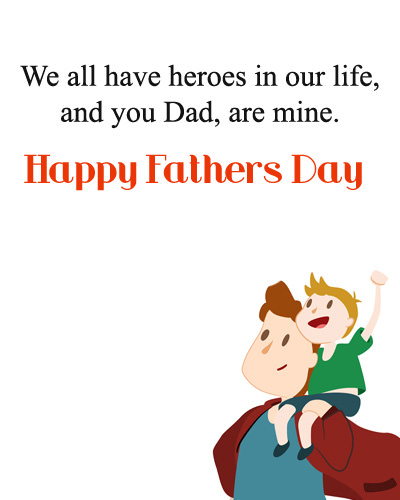 We all have heroes in our life,
and you Dad, are mine.
Happy Fathers Day